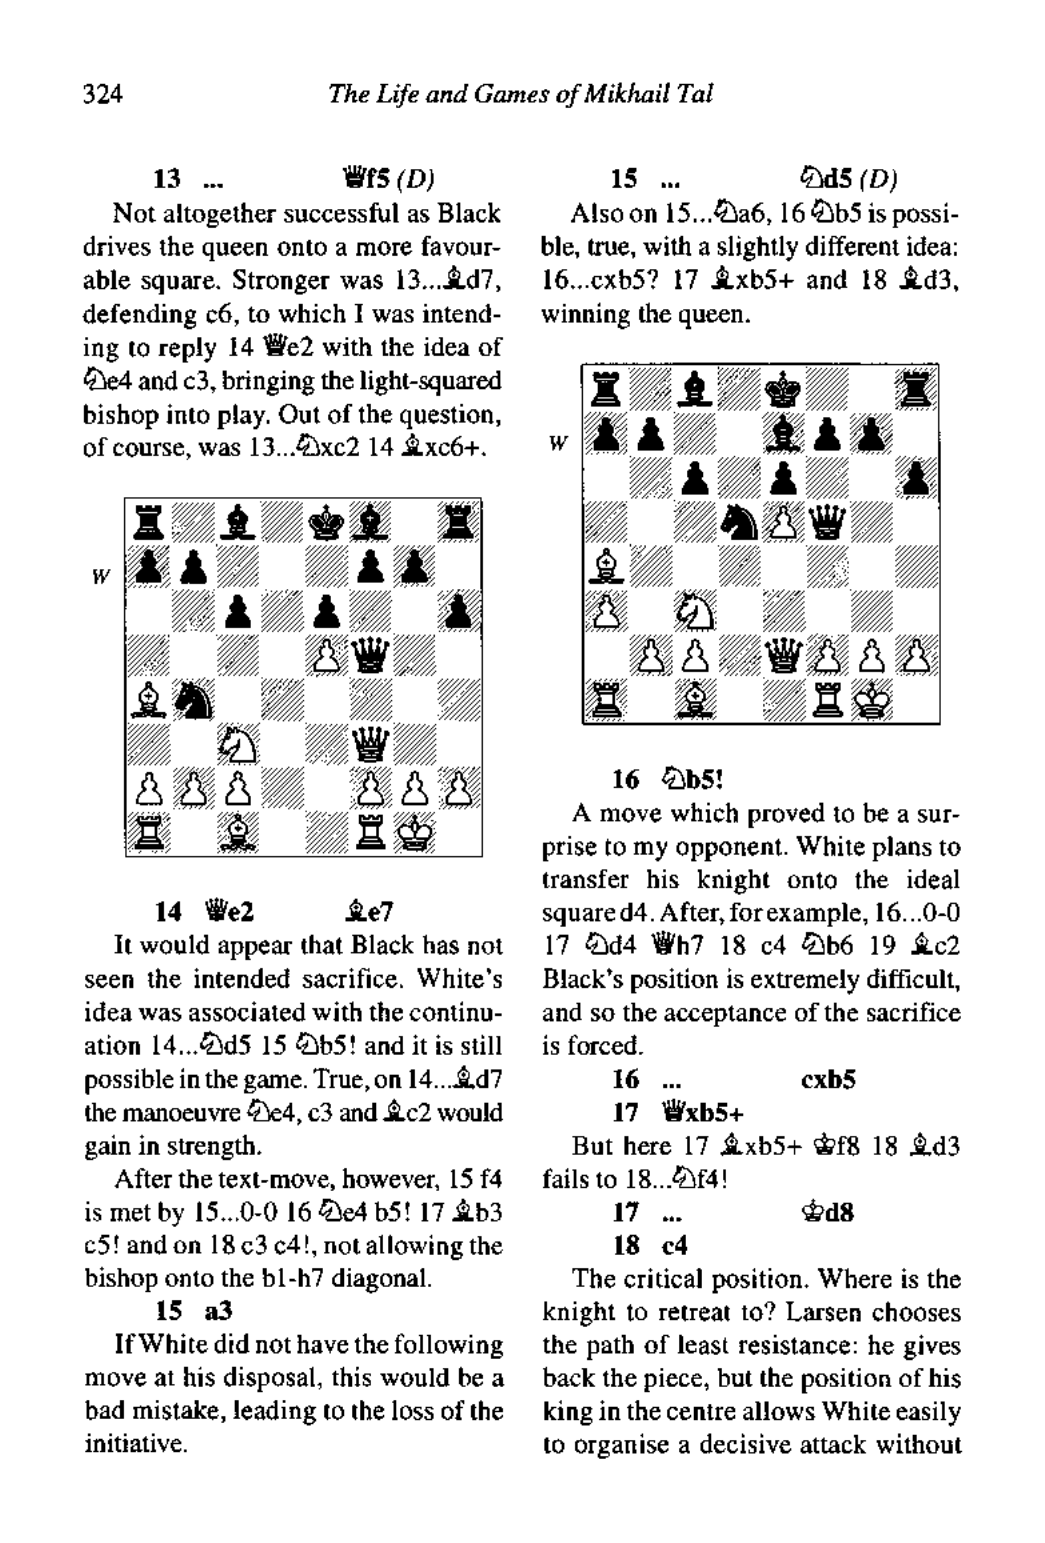 324
The Life and Games of Mikhail Tal
13 ... ♛f5 (D)
Not altogether successful as Black
drives the queen onto a more favour-
able square. Stronger was 13...♗d7,
defending c6, to which I was intend-
ing to reply 14 ♛e2 with the idea of
♘e4 and c3, bringing the light-squared
bishop into play. Out of the question,
of course, was 13...♘xc2 14 ♗xc6+.
W
14 ♛e2 ♗e7
It would appear that Black has not
seen the intended sacrifice. White's
idea was associated with the continu-
ation 14...♘d5 15 ♘b5! and it is still
possible in the game. True, on 14...♗d7
the manoeuvre ♘e4, c3 and ♗c2 would
gain in strength.
After the text-move, however, 15 f4
is met by 15...0-0 16 ♘e4 b5! 17 ♗b3
c5! and on 18 c3 c4!, not allowing the
bishop onto the b1-h7 diagonal.
15 a3
If White did not have the following
move at his disposal, this would be a
bad mistake, leading to the loss of the
initiative.
15 ... ♘d5 (D)
Also on 15...♘a6, 16 ♘b5 is possi-
ble, true, with a slightly different idea:
16...cxb5? 17 ♗xb5+ and 18 ♗d3,
winning the queen.
W
16 ♘b5!
A move which proved to be a sur-
prise to my opponent. White plans to
transfer his knight onto the ideal
square d4. After, for example, 16...0-0
17 ♘d4 ♛h7 18 c4 ♘b6 19 ♗c2
Black's position is extremely difficult,
and so the acceptance of the sacrifice
is forced.
16 ... cxb5
17 ♛xb5+
But here 17 ♗xb5+ ♔f8 18 ♗d3
fails to 18...♘f4!
17 ... ♔d8
18 c4
The critical position. Where is the
knight to retreat to? Larsen chooses
the path of least resistance: he gives
back the piece, but the position of his
king in the centre allows White easily
to organise a decisive attack without